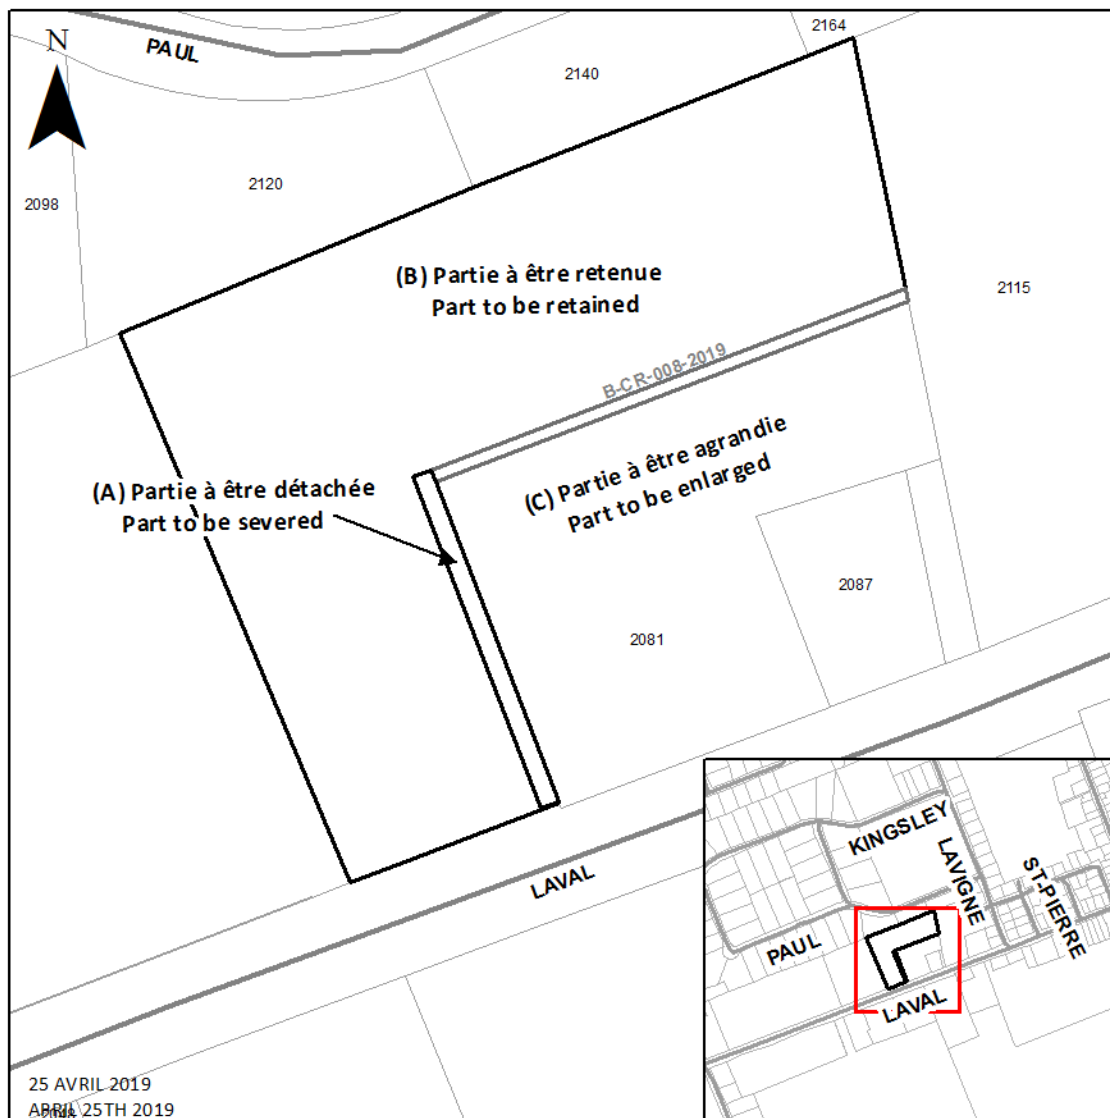 2164
N
PAUL
2140
2120
2098
(B) Partie à être retenue
Part to be retained
2115
B-CR-008-2019
(C) Partie à être agrandie
Part to be enlarged
(A) Partie à être détachée
Part to be severed
2087
2081
LAVAL
KINGSLEY
LAVIGNE
ST-PIERRE
PAUL
LAVAL
25 AVRIL 2019
APRIL 25TH 2019
2048